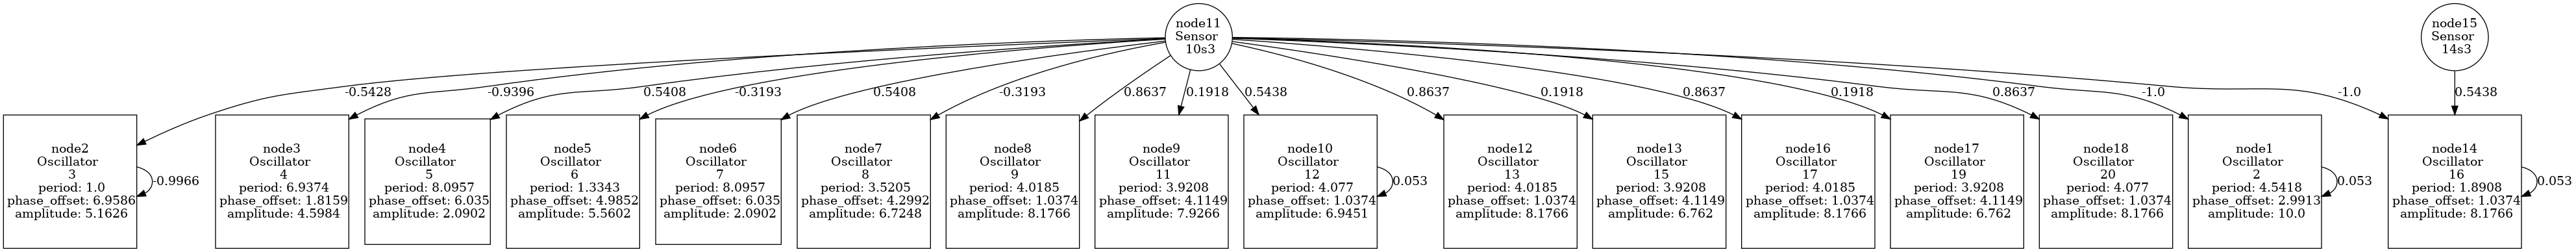 node11
Sensor
10s3
node15
Sensor
14s3
-0.5428
-0.9396
0.5408
-0.3193
0.5408
-0.3193
0.8637
0.1918
0.5438
0.8637
0.1918
0.8637
0.1918
0.8637
-1.0
-1.0
0.5438
node2
Oscillator
3
period: 1.0
phase_offset: 6.9586
amplitude: 5.1626
-0.9966
node3
Oscillator
4
period: 6.9374
phase_offset: 1.8159
amplitude: 4.5984
node4
Oscillator
5
period: 8.0957
phase_offset: 6.035
amplitude: 2.0902
node5
Oscillator
6
period: 1.3343
phase_offset: 4.9852
amplitude: 5.5602
node6
Oscillator
7
period: 8.0957
phase_offset: 6.035
amplitude: 2.0902
node7
Oscillator
8
period: 3.5205
phase_offset: 4.2992
amplitude: 6.7248
node8
Oscillator
9
period: 4.0185
phase_offset: 1.0374
amplitude: 8.1766
node9
Oscillator
11
period: 3.9208
phase_offset: 4.1149
amplitude: 7.9266
node10
Oscillator
12
period: 4.077
phase_offset: 1.0374
amplitude: 6.9451
0.053
node12
Oscillator
13
period: 4.0185
phase_offset: 1.0374
amplitude: 8.1766
node13
Oscillator
15
period: 3.9208
phase_offset: 4.1149
amplitude: 6.762
node16
Oscillator
17
period: 4.0185
phase_offset: 1.0374
amplitude: 8.1766
node17
Oscillator
19
period: 3.9208
phase_offset: 4.1149
amplitude: 6.762
node18
Oscillator
20
period: 4.077
phase_offset: 1.0374
amplitude: 8.1766
node1
Oscillator
2
period: 4.5418
phase_offset: 2.9913
amplitude: 10.0
0.053
node14
Oscillator
16
period: 1.8908
phase_offset: 1.0374
amplitude: 8.1766
0.053